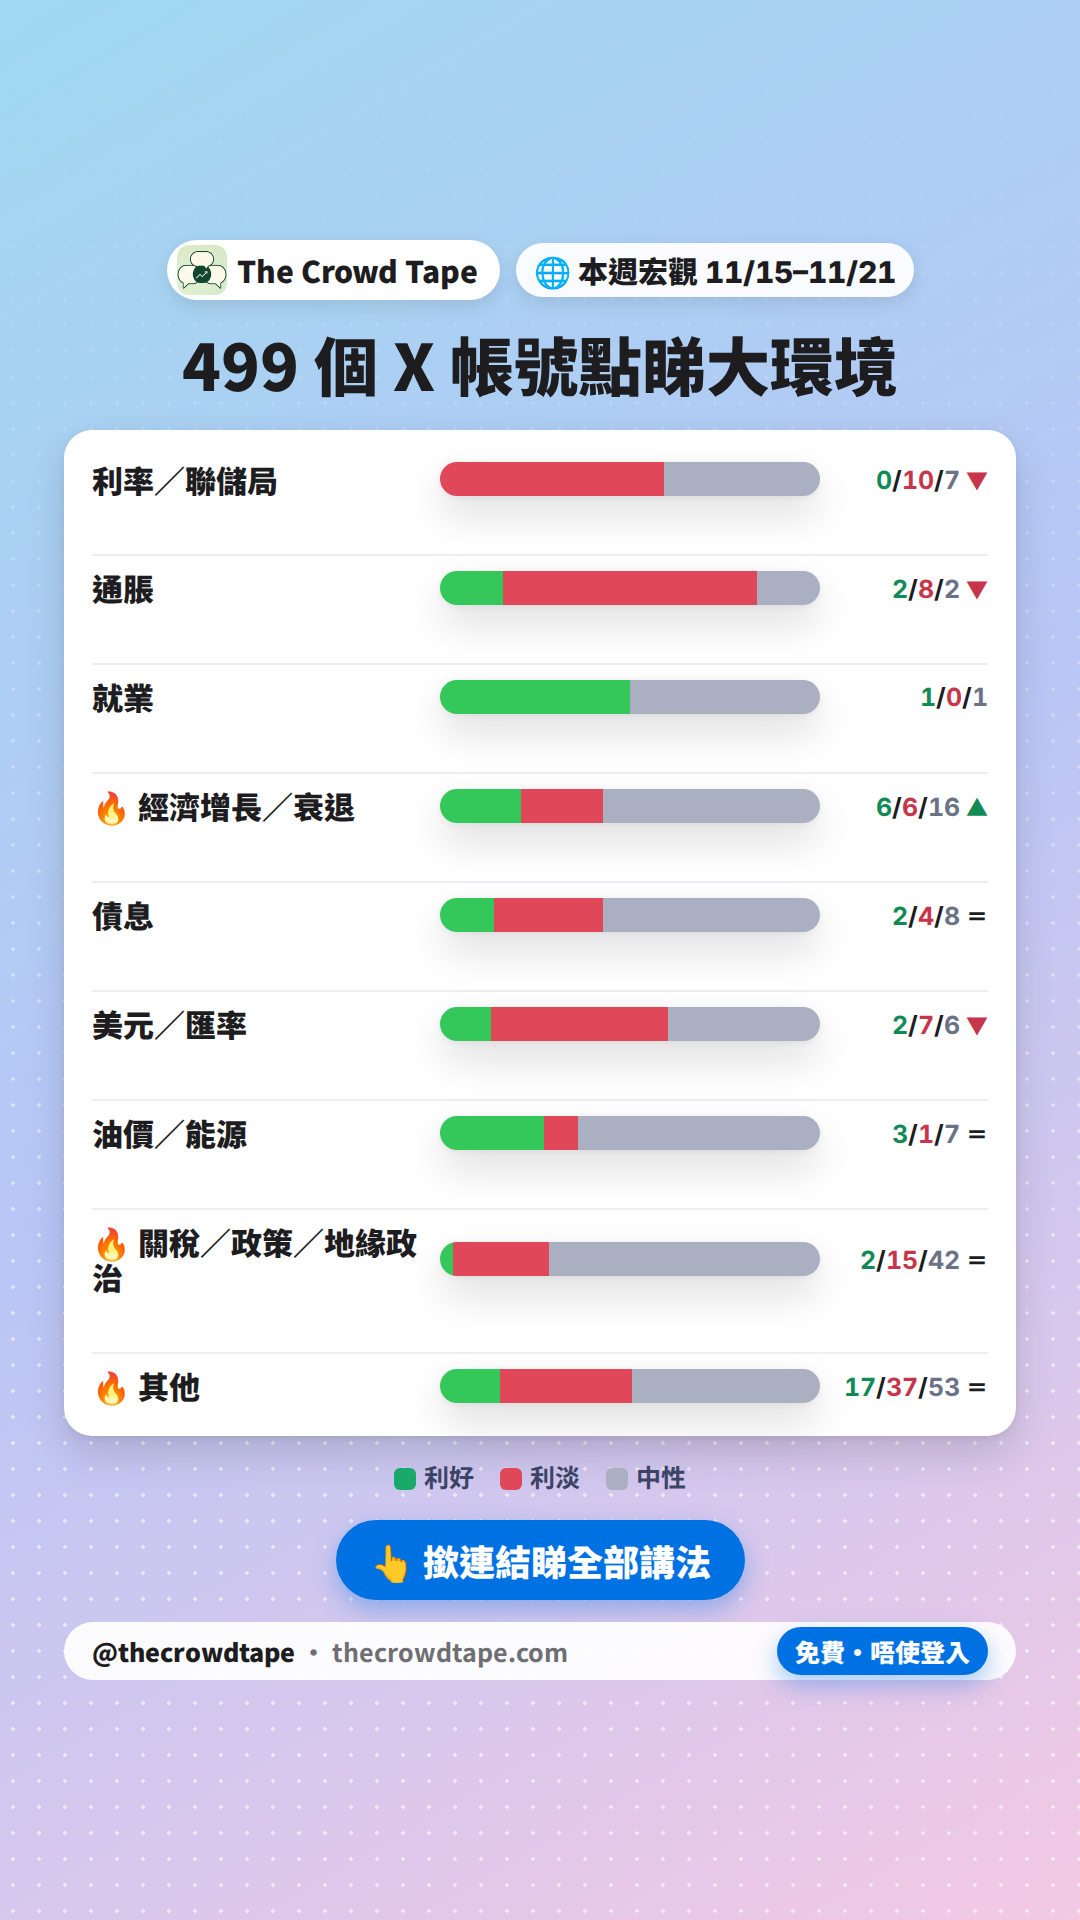 The Crowd Tape
🌐 本週宏觀 11/15–11/21
499 個 X 帳號點睇大環境
利率／聯儲局 0/10/7 ▼
通脹 2/8/2 ▼
就業 1/0/1
🔥 經濟增長／衰退 6/6/16 ▲
債息 2/4/8 =
美元／匯率 2/7/6 ▼
油價／能源 3/1/7 =
🔥 關稅／政策／地緣政
治 2/15/42 =
🔥 其他 17/37/53 =
利好 利淡 中性
👆 撳連結睇全部講法
@thecrowdtape · thecrowdtape.com
免費・唔使登入